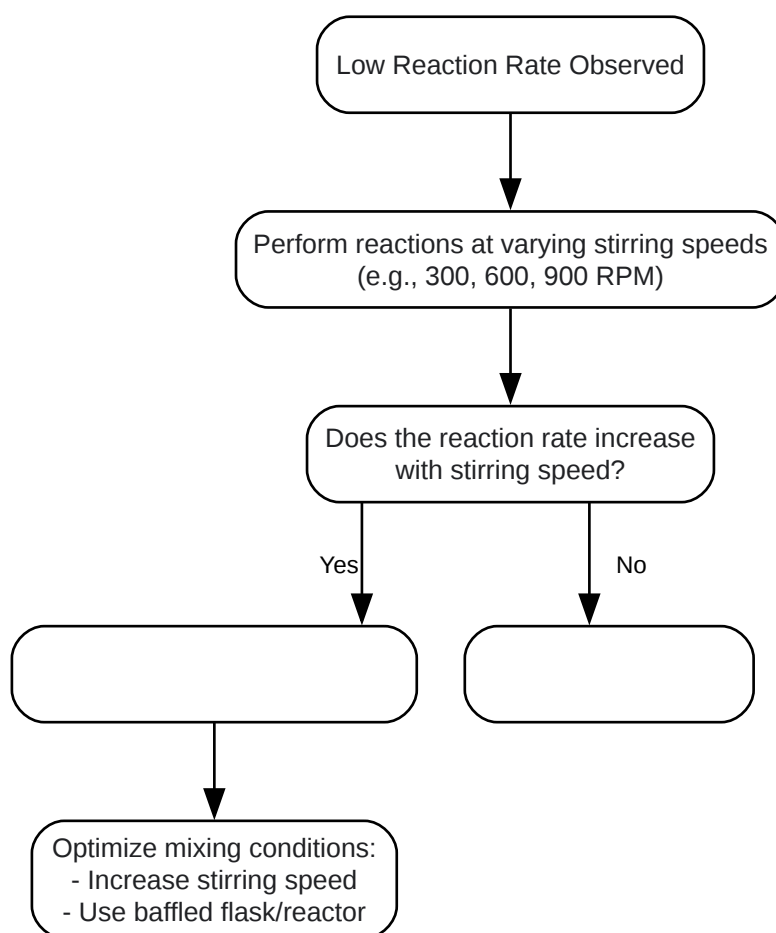 Low Reaction Rate Observed
Perform reactions at varying stirring speeds
(e.g., 300, 600, 900 RPM)
Does the reaction rate increase
with stirring speed?
Yes
No
Optimize mixing conditions:
- Increase stirring speed
- Use baffled flask/reactor